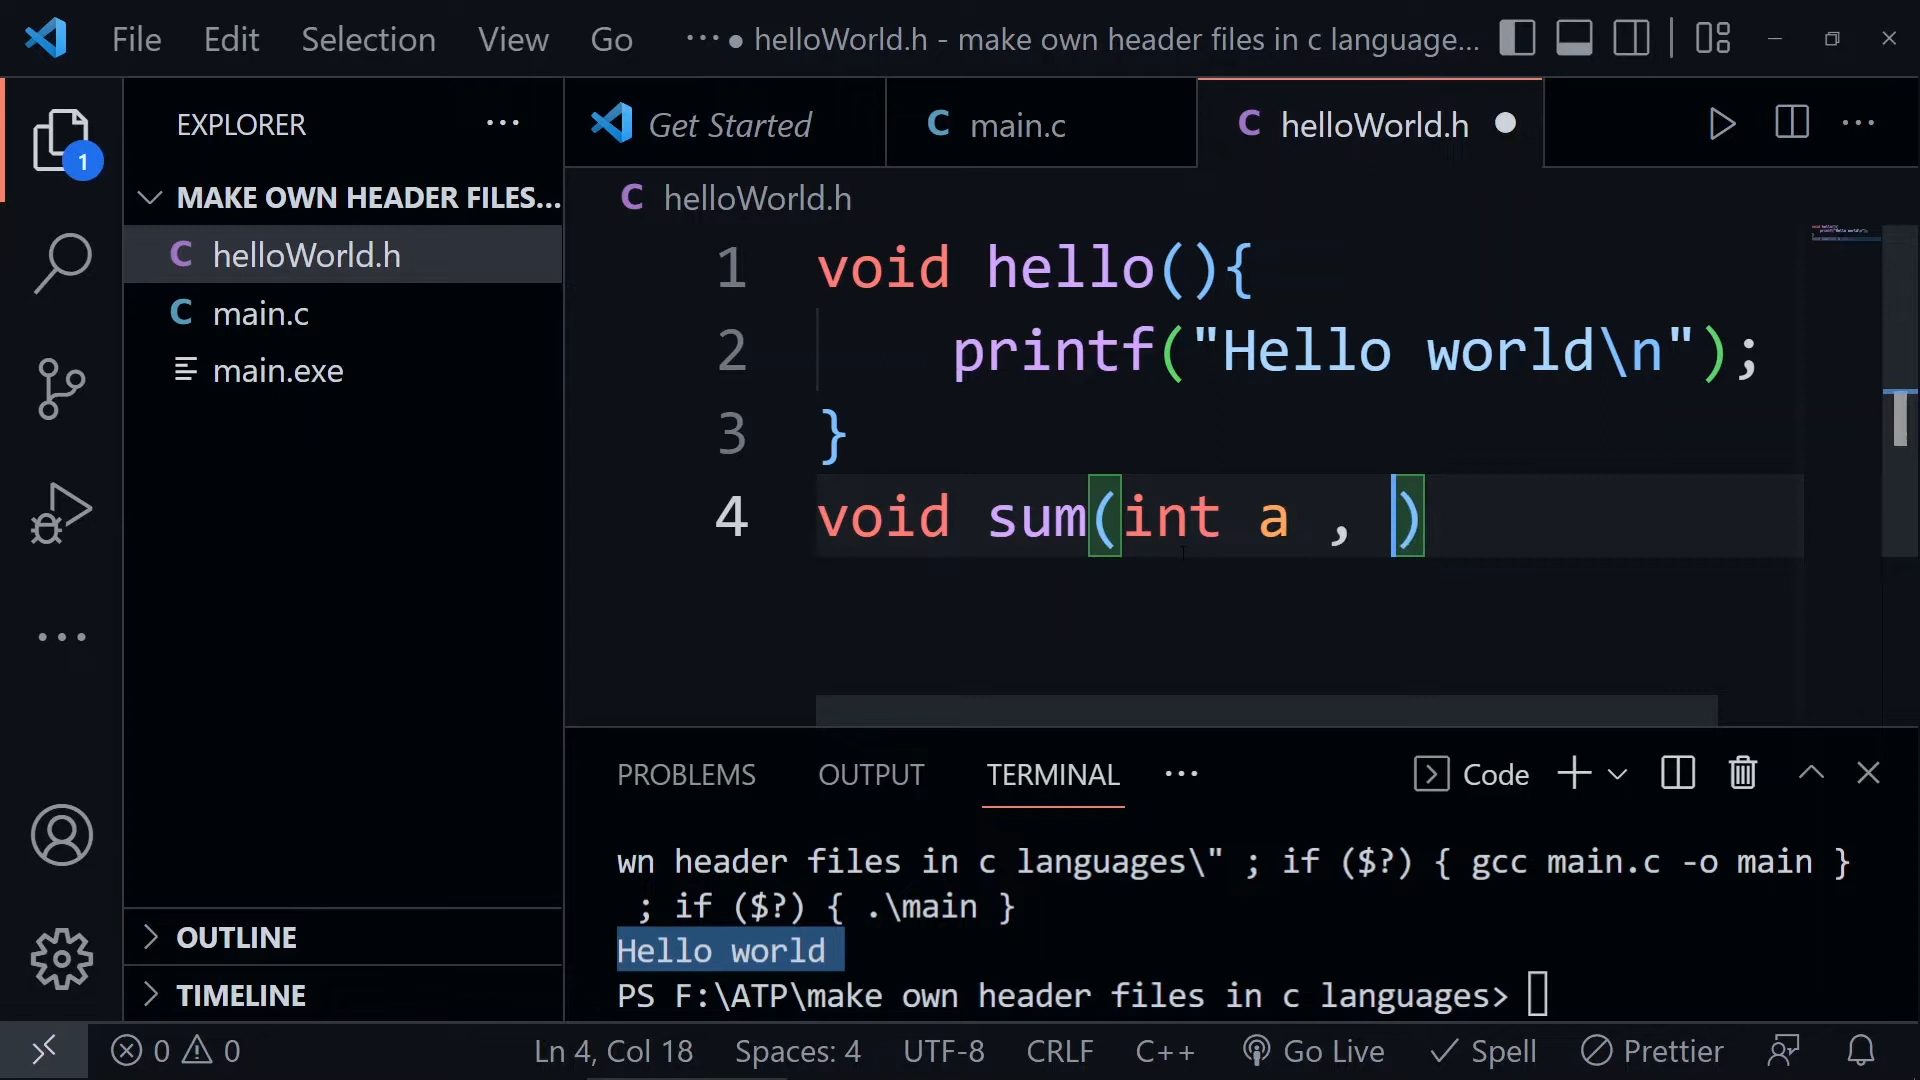 File Edit Selection View Go ··· ● helloWorld.h - make own header files in c language...
EXPLORER ···
Get Started
main.c
helloWorld.h ●
1
MAKE OWN HEADER FILES...
helloWorld.h
main.c
main.exe
helloWorld.h
1 void hello(){
2 printf("Hello world\n");
3 }
4 void sum(int a , )
PROBLEMS OUTPUT TERMINAL ··· Code
wn header files in c languages\" ; if ($?) { gcc main.c -o main }
; if ($?) { .\main }
Hello world
PS F:\ATP\make own header files in c languages>
OUTLINE
TIMELINE
0 0 Ln 4, Col 18 Spaces: 4 UTF-8 CRLF C++ Go Live Spell Prettier